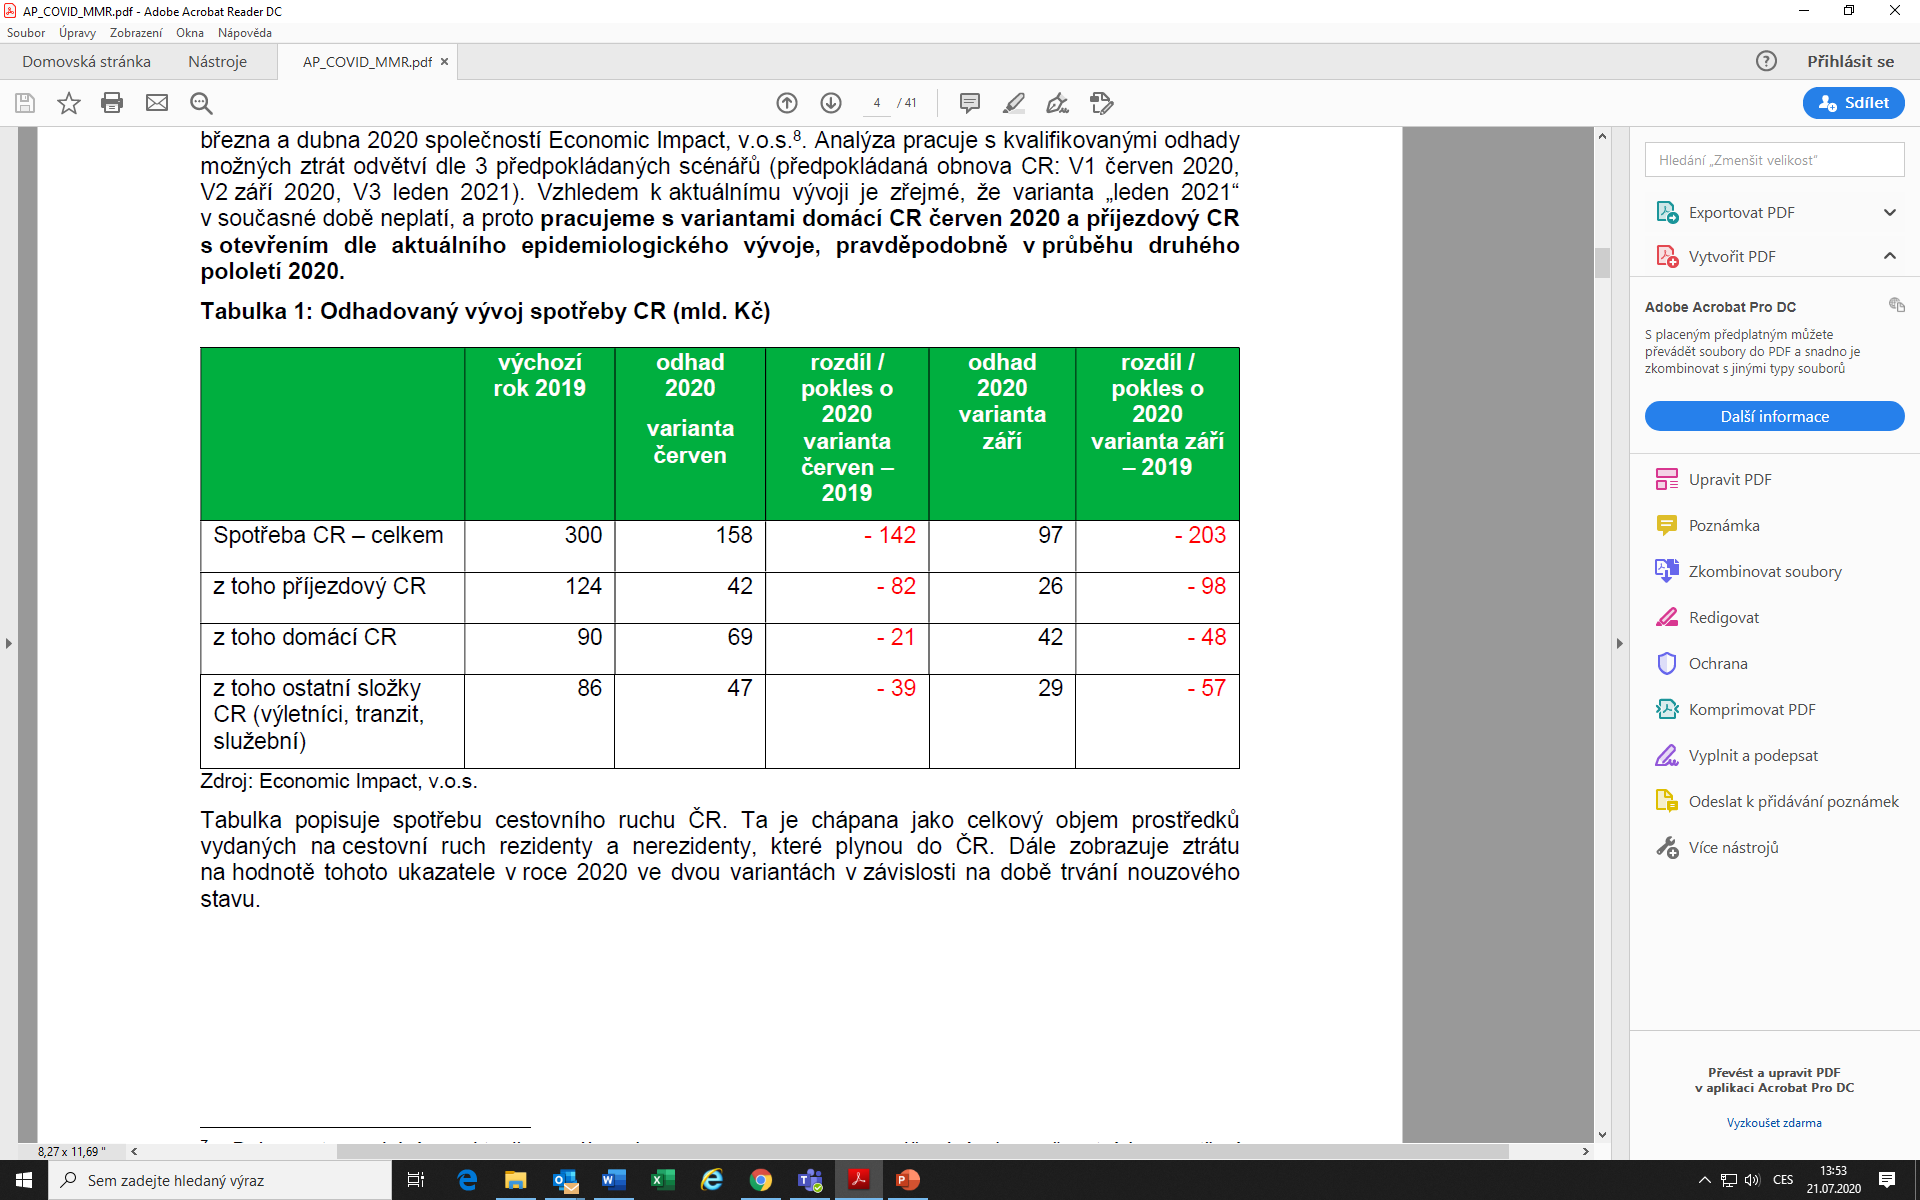 AP_COVID_MMR.pdf - Adobe Acrobat Reader DC
Soubor Úpravy Zobrazení Okna Nápověda
Domovská stránka Nástroje AP_COVID_MMR.pdf × Přihlásit se
4 / 41 Sdílet
března a dubna 2020 společností Economic Impact, v.o.s.8. Analýza pracuje s kvalifikovanými odhady
možných ztrát odvětví dle 3 předpokládaných scénářů (předpokládaná obnova CR: V1 červen 2020,
V2 září 2020, V3 leden 2021). Vzhledem k aktuálnímu vývoji je zřejmé, že varianta „leden 2021“
v současné době neplatí, a proto pracujeme s variantami domácí CR červen 2020 a příjezdový CR
s otevřením dle aktuálního epidemiologického vývoje, pravděpodobně v průběhu druhého
pololetí 2020.
Tabulka 1: Odhadovaný vývoj spotřeby CR (mld. Kč)
výchozí rok 2019
odhad 2020 varianta červen
rozdíl / pokles o 2020 varianta červen – 2019
odhad 2020 varianta září
rozdíl / pokles o 2020 varianta září – 2019
Spotřeba CR – celkem 300 158 - 142 97 - 203
z toho příjezdový CR 124 42 - 82 26 - 98
z toho domácí CR 90 69 - 21 42 - 48
z toho ostatní složky 86 47 - 39 29 - 57
CR (výletníci, tranzit,
služební)
Zdroj: Economic Impact, v.o.s.
Tabulka popisuje spotřebu cestovního ruchu ČR. Ta je chápana jako celkový objem prostředků
vydaných na cestovní ruch rezidenty a nerezidenty, které plynou do ČR. Dále zobrazuje ztrátu
na hodnotě tohoto ukazatele v roce 2020 ve dvou variantách v závislosti na době trvání nouzového
stavu.
8,27 x 11,69 "
Hledání „Zmenšit velikost“
Exportovat PDF
Vytvořit PDF
Adobe Acrobat Pro DC
S placeným předplatným můžete
převádět soubory do PDF a snadno je
zkombinovat s jinými typy souborů
Další informace
Upravit PDF
Poznámka
Zkombinovat soubory
Redigovat
Ochrana
Komprimovat PDF
Vyplnit a podepsat
Odeslat k přidávání poznámek
Více nástrojů
Převést a upravit PDF
v aplikaci Acrobat Pro DC
Vyzkoušet zdarma
Sem zadejte hledaný výraz
CES
13:53
21.07.2020